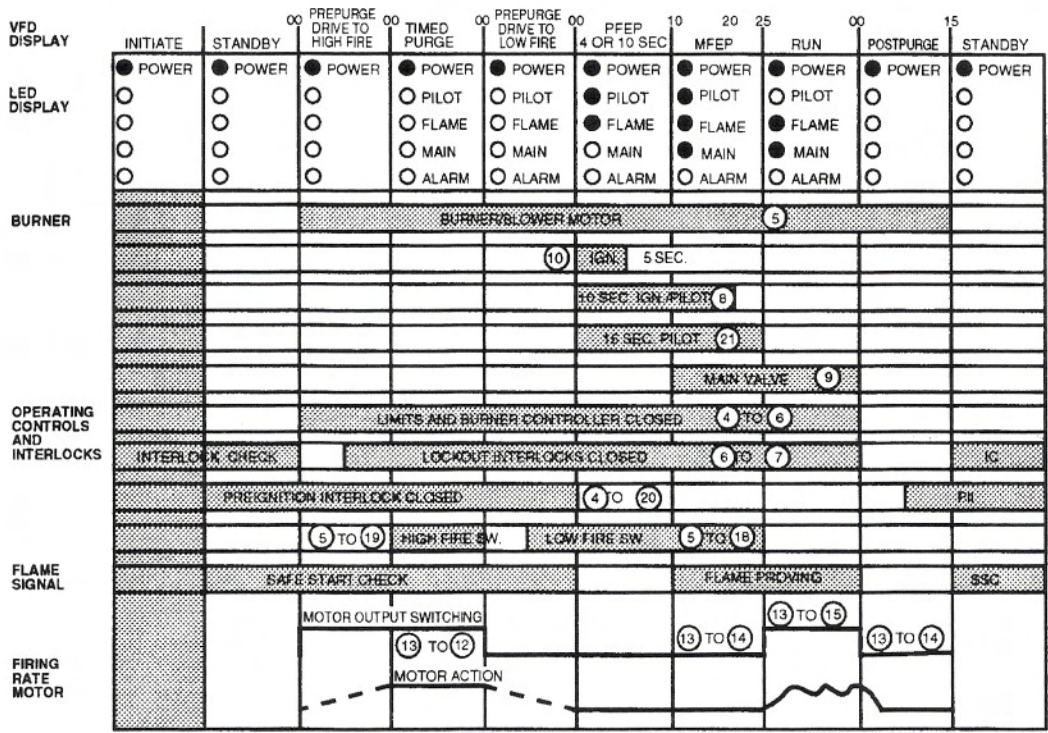 VFD DISPLAY
INITIATE
STANDBY
00
PREPURGE DRIVE TO HIGH FIRE
00
TIMED PURGE
00
PREPURGE DRIVE TO LOW FIRE
00
PFEP 4 OR 10 SEC
10
MFEP
25
RUN
00
POSTPURGE
15
STANDBY
LED DISPLAY
POWER POWER POWER POWER POWER POWER POWER POWER POWER POWER
PILOT PILOT PILOT PILOT PILOT
FLAME FLAME FLAME FLAME FLAME
MAIN MAIN MAIN MAIN MAIN
ALARM ALARM ALARM ALARM ALARM
BURNER
BURNER/BLOWER MOTOR 5
10 IGN. 5 SEC.
10 SEC. IGN./PILOT 8
15 SEC. PILOT 21
MAIN VALVE 9
OPERATING CONTROLS AND INTERLOCKS
LIMITS AND BURNER CONTROLLER CLOSED 4 TO 6
INTERLOCK CHECK LOCKOUT INTERLOCKS CLOSED 6 TO 7 IC
PREIGNITION INTERLOCK CLOSED 4 TO 20 PII
5 TO 19 HIGH FIRE SW. LOW FIRE SW. 5 TO 18
FLAME SIGNAL
SAFE START CHECK FLAME PROVING SSC
FIRING RATE MOTOR
MOTOR OUTPUT SWITCHING
13 TO 12
13 TO 14
13 TO 15
13 TO 14
MOTOR ACTION